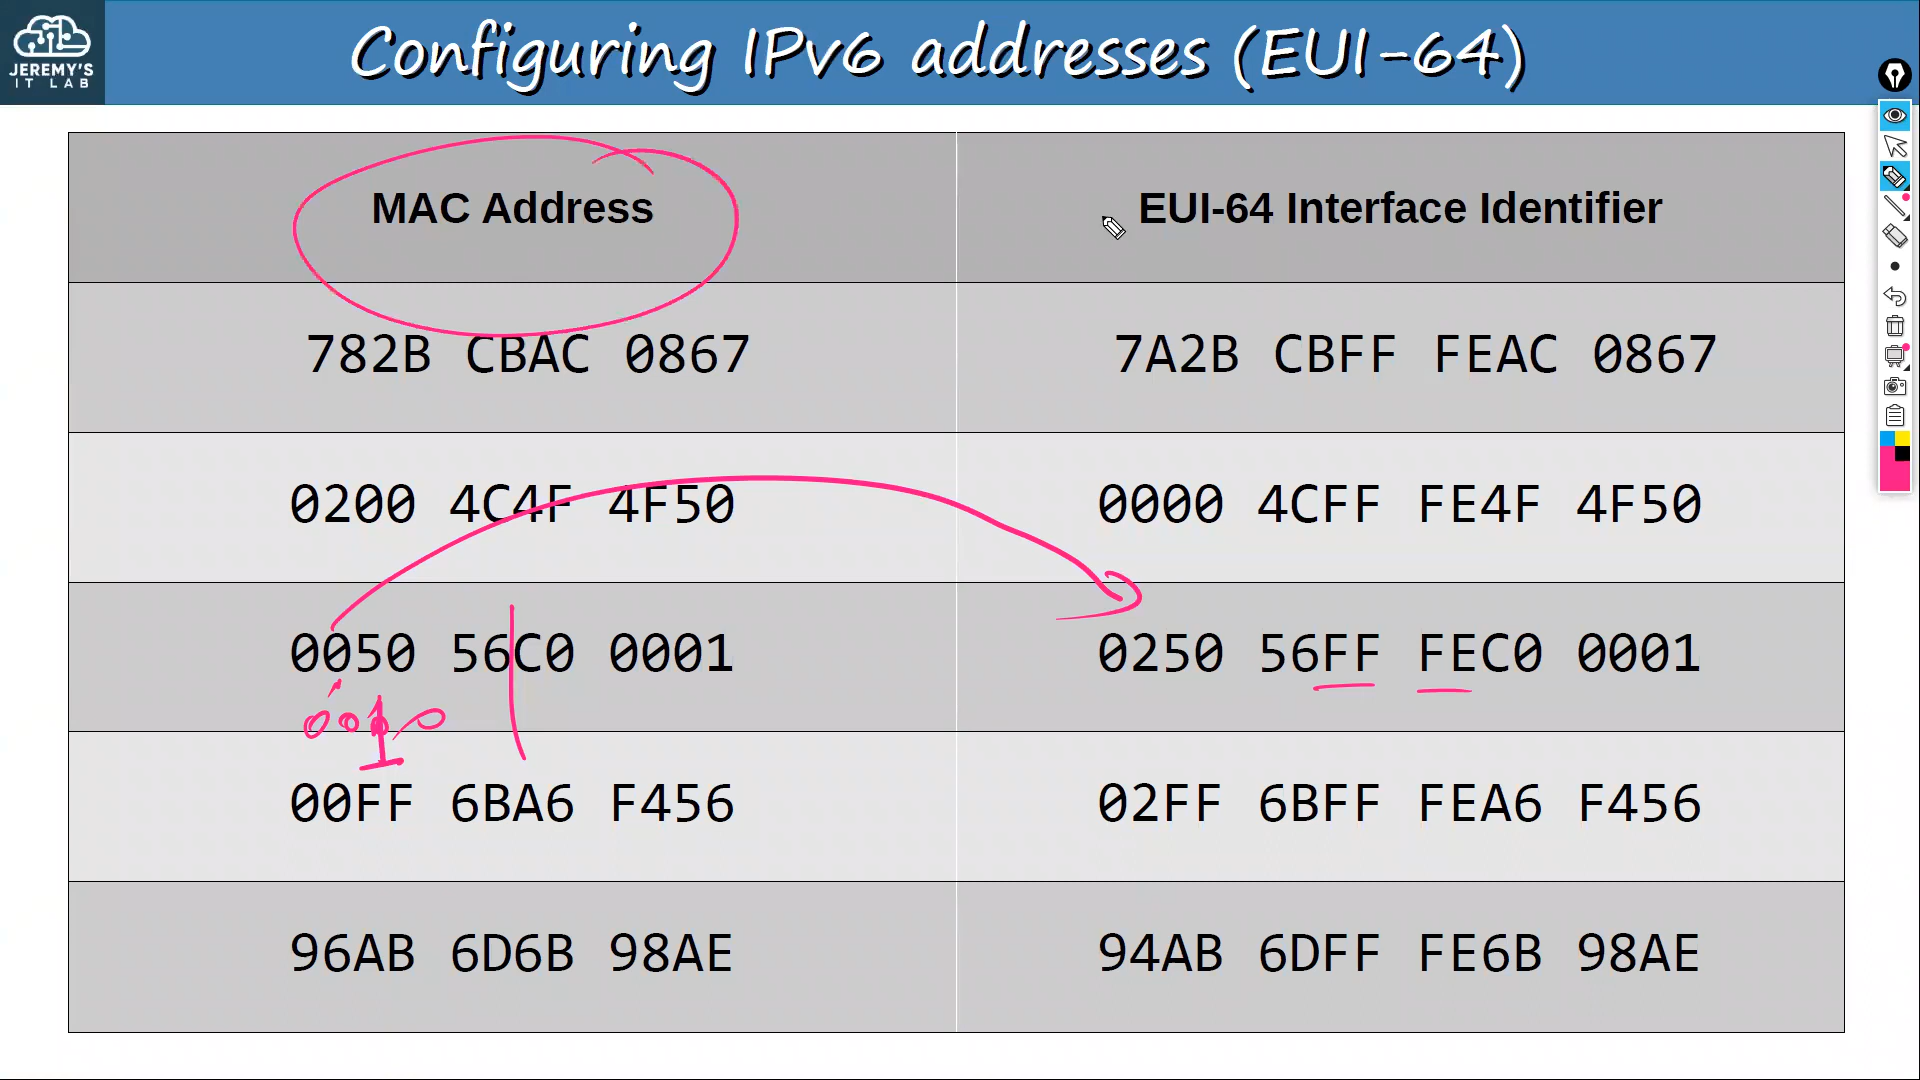 JEREMY'S
IT LAB
Configuring IPv6 addresses (EUI-64)
MAC Address EUI-64 Interface Identifier
782B CBAC 0867 7A2B CBFF FEAC 0867
0200 4C4F 4F50 0000 4CFF FE4F 4F50
0050 56C0 0001 0250 56FF FEC0 0001
0010
00FF 6BA6 F456 02FF 6BFF FEA6 F456
96AB 6D6B 98AE 94AB 6DFF FE6B 98AE